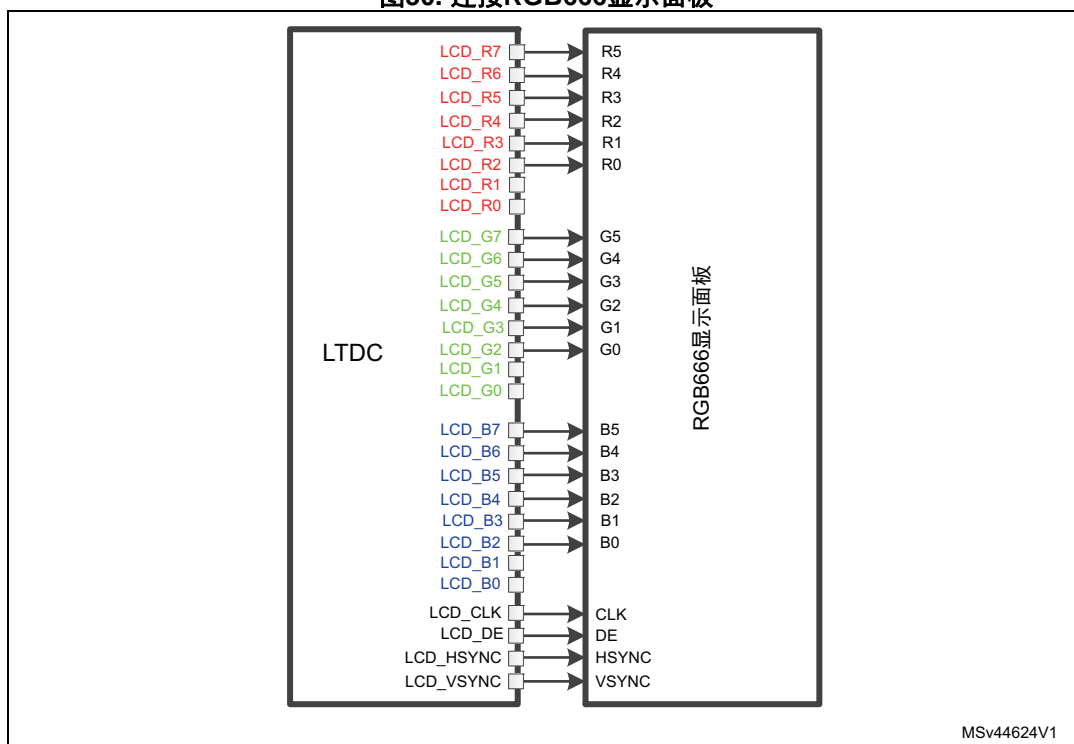 LCD_R7 R5
LCD_R6 R4
LCD_R5 R3
LCD_R4 R2
LCD_R3 R1
LCD_R2 R0
LCD_R1
LCD_R0
LCD_G7 G5
LCD_G6 G4
LCD_G5 G3
LCD_G4 G2
LCD_G3 G1
LCD_G2 G0
LCD_G1
LCD_G0
LTDC
RGB666显示面板
LCD_B7 B5
LCD_B6 B4
LCD_B5 B3
LCD_B4 B2
LCD_B3 B1
LCD_B2 B0
LCD_B1
LCD_B0
LCD_CLK CLK
LCD_DE DE
LCD_HSYNC HSYNC
LCD_VSYNC VSYNC
MSv44624V1